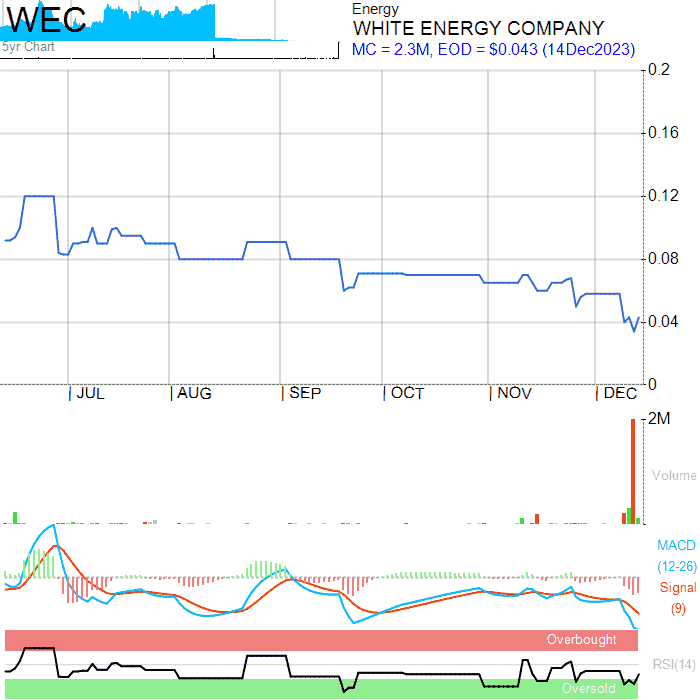 WEC
5yr Chart
Energy
WHITE ENERGY COMPANY
MC = 2.3M, EOD = $0.043 (14Dec2023)
0.2
0.16
0.12
0.08
0.04
0
JUL AUG SEP OCT NOV DEC
2M
Volume
MACD
(12-26)
Signal
(9)
Overbought
RSI(14)
Oversold